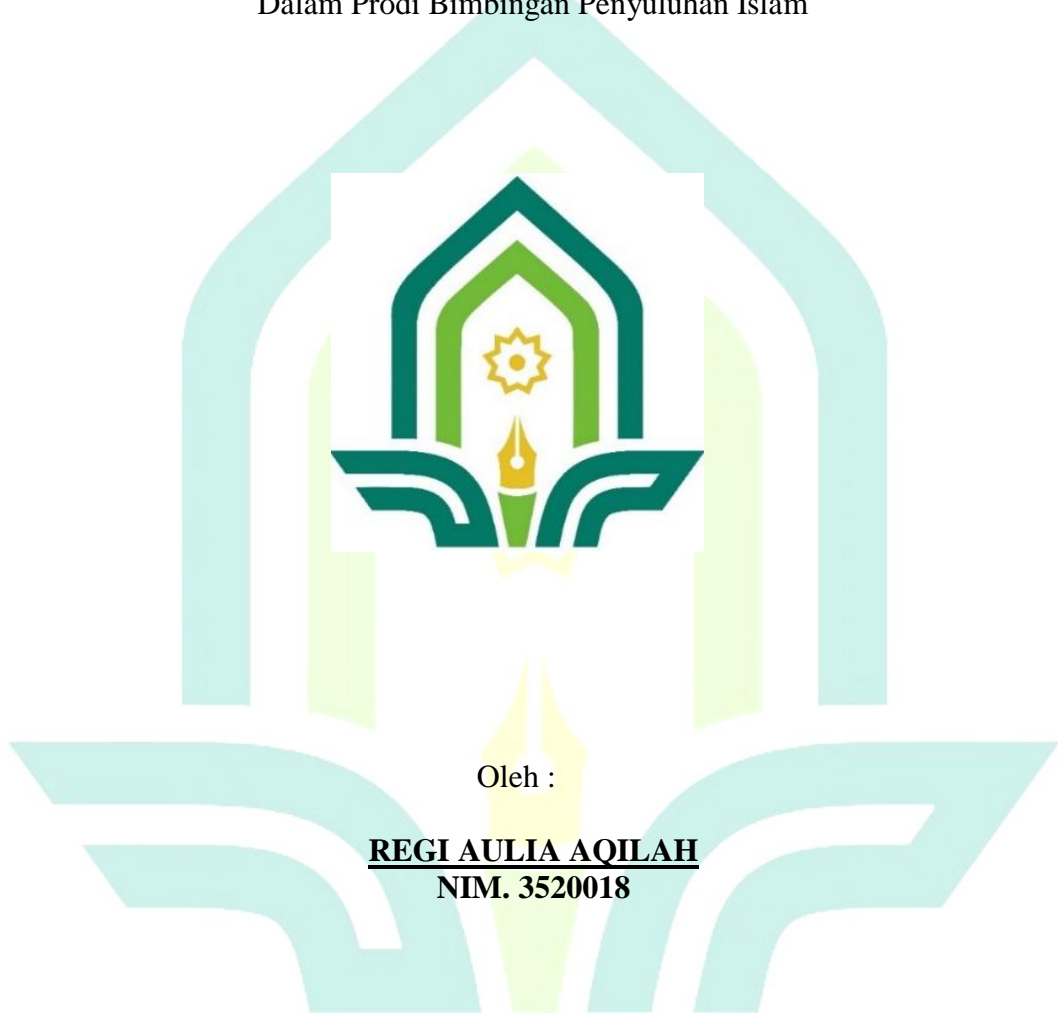 Dalam Prodi Bimbingan Penyuluhan Islam
Oleh :
REGI AULIA AQILAH
NIM. 3520018